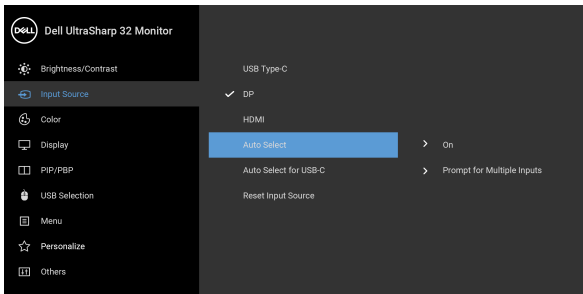 DELL Dell UltraSharp 32 Monitor
Brightness/Contrast
USB Type-C
Input Source
DP
Color
HDMI
Display
Auto Select
On
PIP/PBP
Auto Select for USB-C
Prompt for Multiple Inputs
USB Selection
Reset Input Source
Menu
Personalize
Others